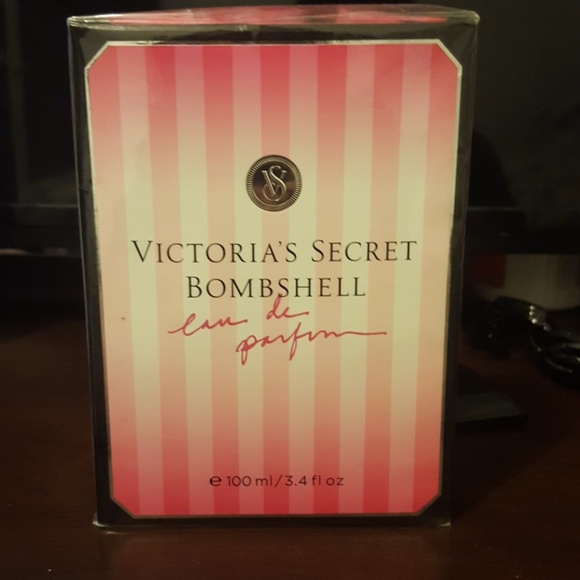 VS
VICTORIA'S SECRET
BOMBSHELL
eau de
parfum
e 100 ml/3.4 fl oz